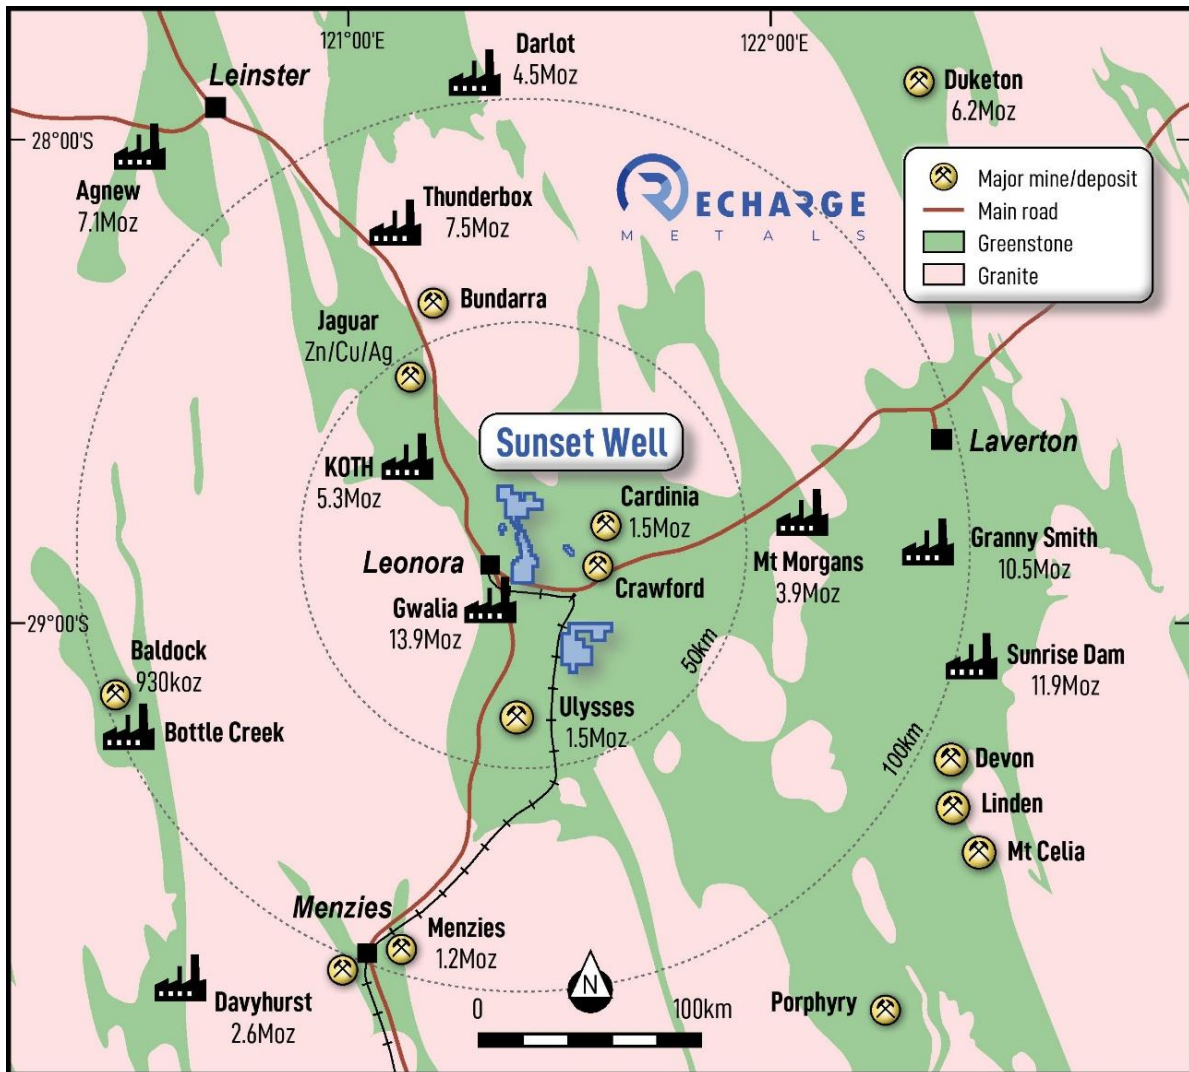 121°00'E
122°00'E
Darlot
4.5Moz
Leinster
Duketon
6.2Moz
28°00'S
Agnew
7.1Moz
Thunderbox
7.5Moz
RECHARGE
METALS
Major mine/deposit
Main road
Greenstone
Granite
Bundarra
Jaguar
Zn/Cu/Ag
Sunset Well
Laverton
KOTH
5.3Moz
Cardinia
1.5Moz
Leonora
Crawford
Mt Morgans
3.9Moz
Granny Smith
10.5Moz
Gwalia
13.9Moz
29°00'S
50km
Baldock
930koz
Bottle Creek
Sunrise Dam
11.9Moz
Ulysses
1.5Moz
100km
Devon
Linden
Mt Celia
Menzies
Menzies
1.2Moz
N
Davyhurst
2.6Moz
0
100km
Porphyry